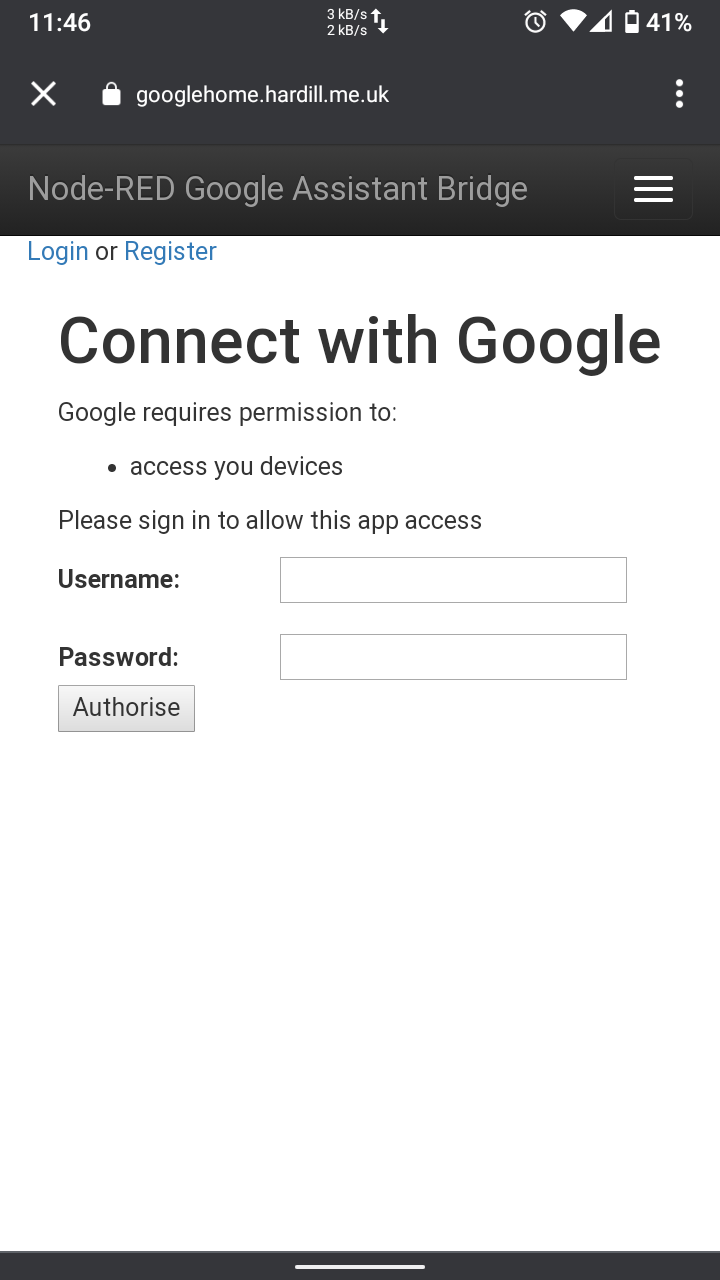 11:46
3 kB/s
2 kB/s
41%
googlehome.hardill.me.uk
Node-RED Google Assistant Bridge
Login or Register
Connect with Google
Google requires permission to:
• access you devices
Please sign in to allow this app access
Username:
Password:
Authorise